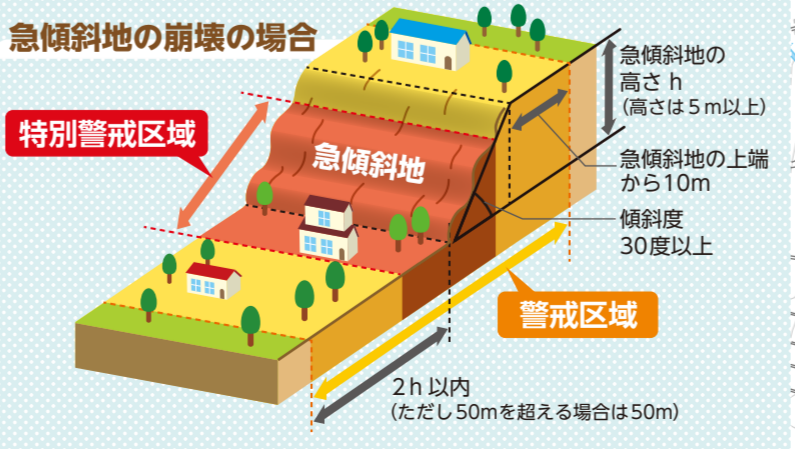 急傾斜地の崩壊の場合
急傾斜地の
高さ h
(高さは5m以上)
特別警戒区域
急傾斜地
急傾斜地の上端
から10m
傾斜度
30度以上
警戒区域
2h以内
(ただし50mを超える場合は50m)